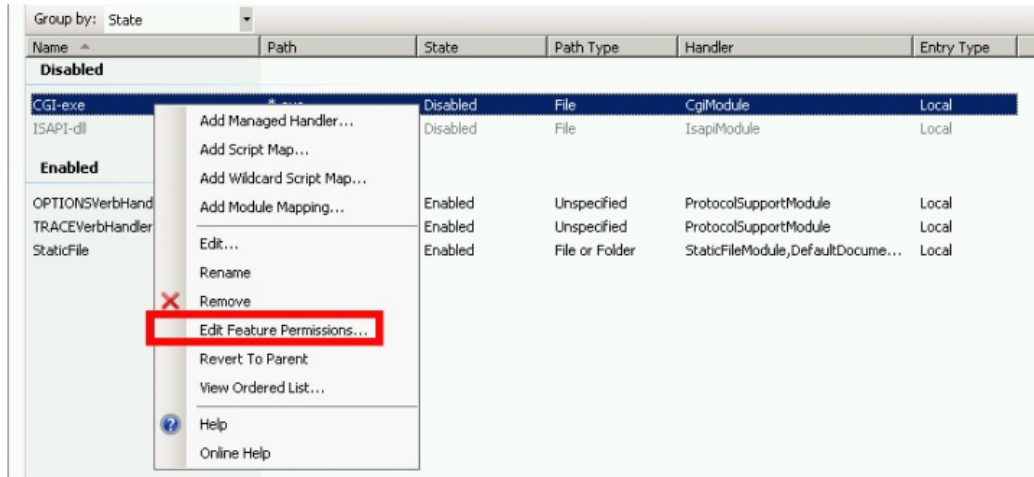 Group by: State
Name Path State Path Type Handler Entry Type
Disabled
CGI-exe Disabled File CgiModule Local
ISAPI-dll Disabled File IsapiModule Local
Enabled
OPTIONSVerbHand Enabled Unspecified ProtocolSupportModule Local
TRACEVerbHandler Enabled Unspecified ProtocolSupportModule Local
StaticFile Enabled File or Folder StaticFileModule,DefaultDocume... Local
Add Managed Handler...
Add Script Map...
Add Wildcard Script Map...
Add Module Mapping...
Edit...
Rename
Remove
Edit Feature Permissions...
Revert To Parent
View Ordered List...
Help
Online Help